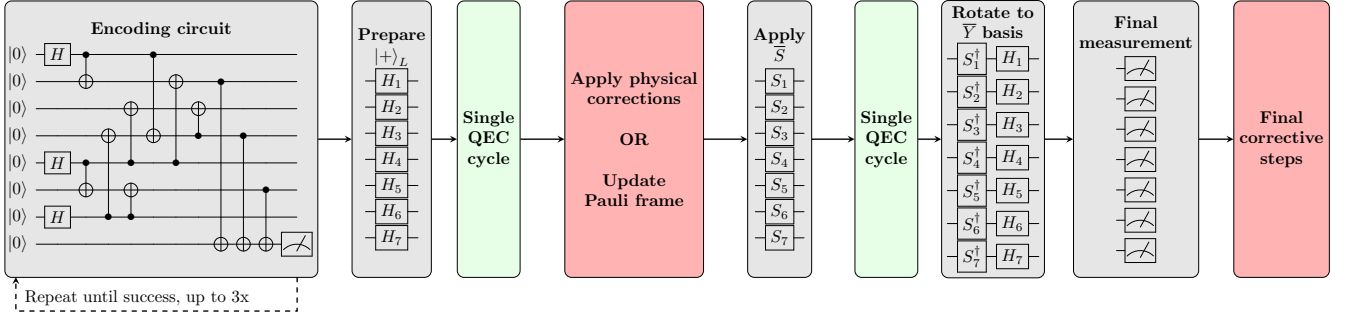 Encoding circuit
|0⟩ H
|0⟩
|0⟩
|0⟩
|0⟩ H
|0⟩
|0⟩ H
|0⟩
Repeat until success, up to 3x
Prepare
|+⟩_L
H_1
H_2
H_3
H_4
H_5
H_6
H_7
Single
QEC
cycle
Apply physical
corrections
OR
Update
Pauli frame
Apply
S̅
S_1
S_2
S_3
S_4
S_5
S_6
S_7
Single
QEC
cycle
Rotate to
Y̅ basis
S_1^† H_1
S_2^† H_2
S_3^† H_3
S_4^† H_4
S_5^† H_5
S_6^† H_6
S_7^† H_7
Final
measurement
Final
corrective
steps